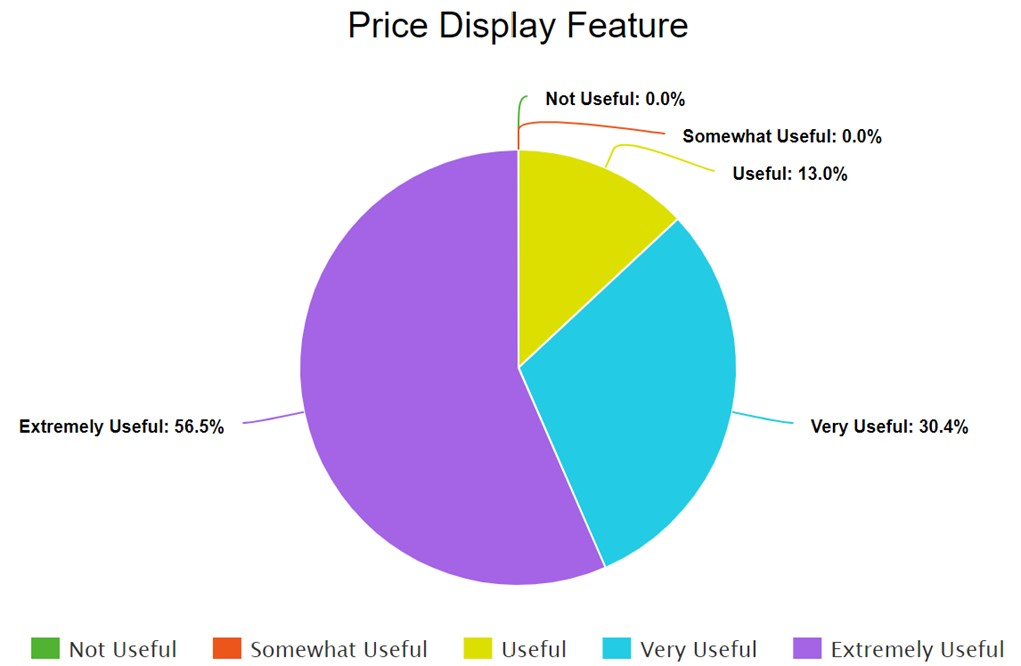 Price Display Feature
Not Useful: 0.0%
Somewhat Useful: 0.0%
Useful: 13.0%
Extremely Useful: 56.5%
Very Useful: 30.4%
Not Useful
Somewhat Useful
Useful
Very Useful
Extremely Useful